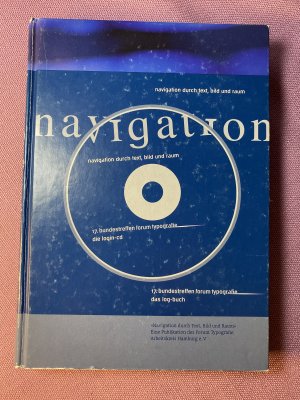 navigation durch text, bild und raum
navigation
navigation durch text, bild und raum
17. bundestreffen forum typografie
die login-cd
17. bundestreffen forum typografie
das log-buch
»Navigation durch Text, Bild und Raum«
Eine Publikation des Forum Typografie
Arbeitskreis Hamburg e.V.